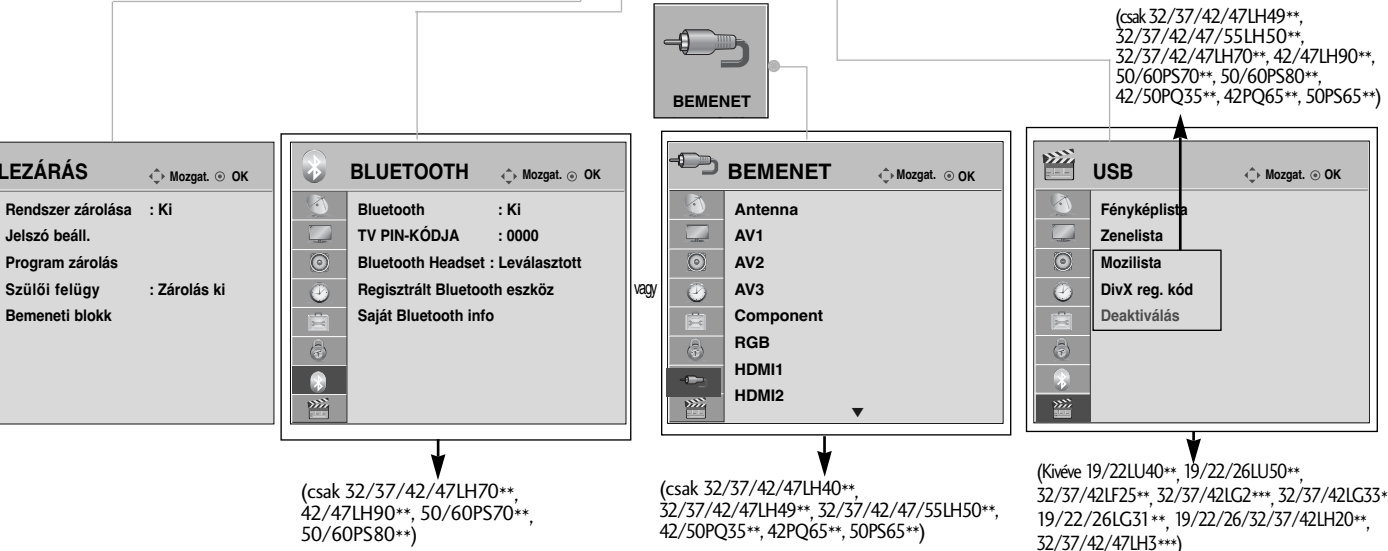 (csak 32/37/42/47LH49**,
32/37/42/47/55LH50**,
32/37/42/47LH70**, 42/47LH90**,
50/60PS70**, 50/60PS80**,
42/50PQ35**, 42PQ65**, 50PS65**)
BEMENET
LEZÁRÁS Mozgat. OK
Rendszer zárolása : Ki
Jelszó beáll.
Program zárolás
Szülői felügy : Zárolás ki
Bemeneti blokk
BLUETOOTH Mozgat. OK
Bluetooth : Ki
TV PIN-KÓDJA : 0000
Bluetooth Headset : Leválasztott
Regisztrált Bluetooth eszköz
Saját Bluetooth info
vagy
BEMENET Mozgat. OK
Antenna
AV1
AV2
AV3
Component
RGB
HDMI1
HDMI2
USB Mozgat. OK
Fényképlista
Zenelista
Mozilista
DivX reg. kód
Deaktiválás
(csak 32/37/42/47LH70**,
42/47LH90**, 50/60PS70**,
50/60PS80**)
(csak 32/37/42/47LH40**,
32/37/42/47LH49**, 32/37/42/47/55LH50**,
42/50PQ35**, 42PQ65**, 50PS65**)
(Kivéve 19/22LU40**, 19/22/26LU50**,
32/37/42LF25**, 32/37/42LG2***, 32/37/42LG33*
19/22/26LG31**, 19/22/26/32/37/42LH20**,
32/37/42/47LH3***)